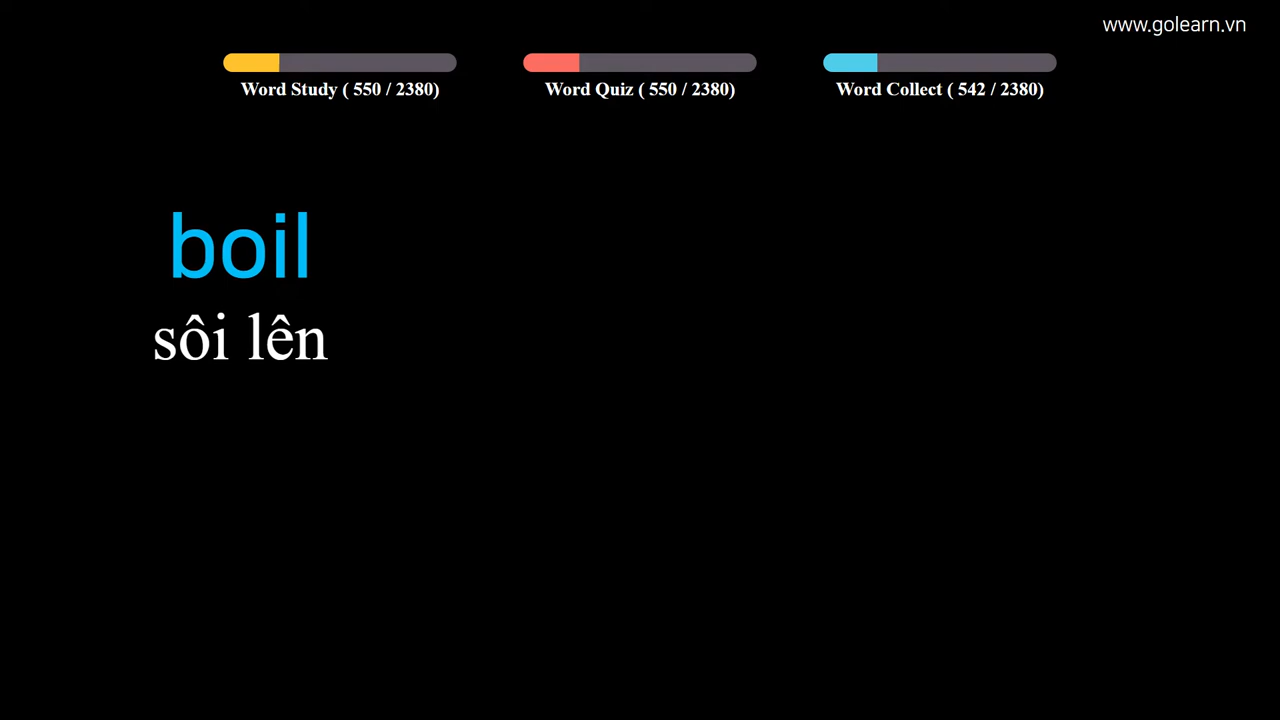 www.golearn.vn
Word Study ( 550 / 2380)
Word Quiz ( 550 / 2380)
Word Collect ( 542 / 2380)
boil
sôi lên